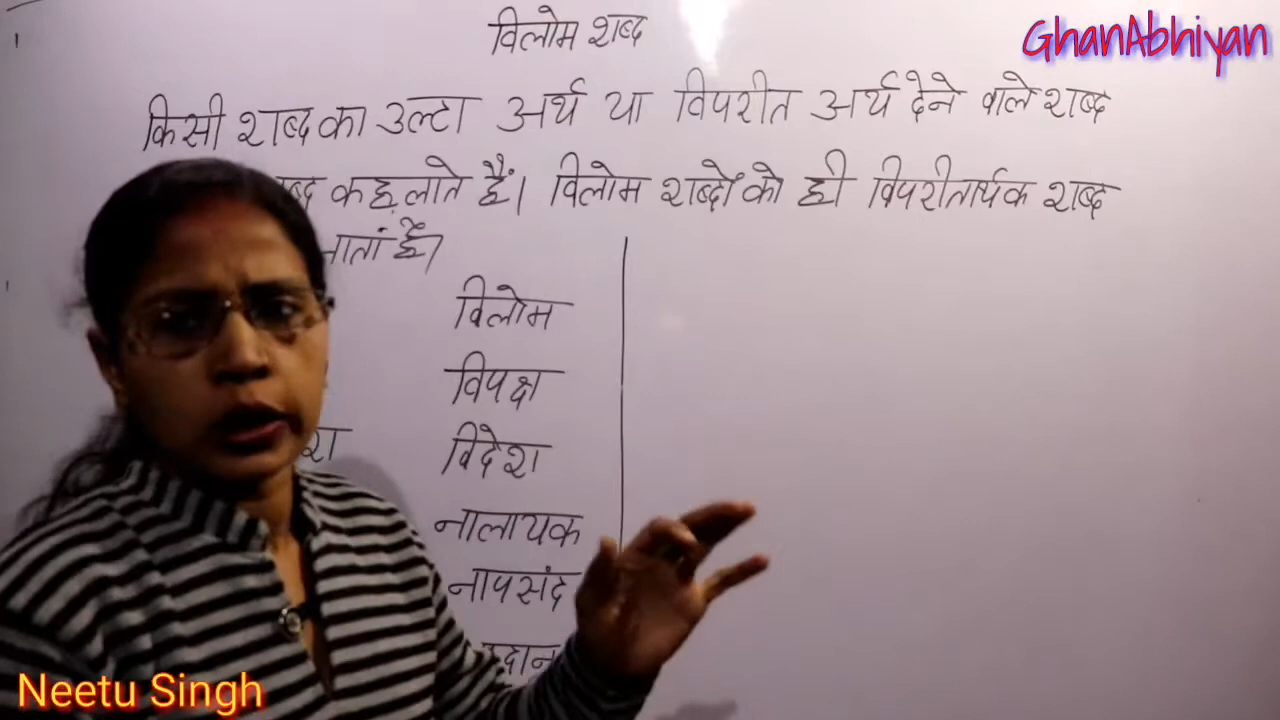 विलोम शब्द
GhanAbhiyan
किसी शब्द का उल्टा अर्थ या विपरीत अर्थ देने वाले शब्द
कहलाते हैं। विलोम शब्दों को ही विपरीतार्थक शब्द
है।
विलोम
विपक्ष
विदेश
नालायक
नापसंद
Neetu Singh